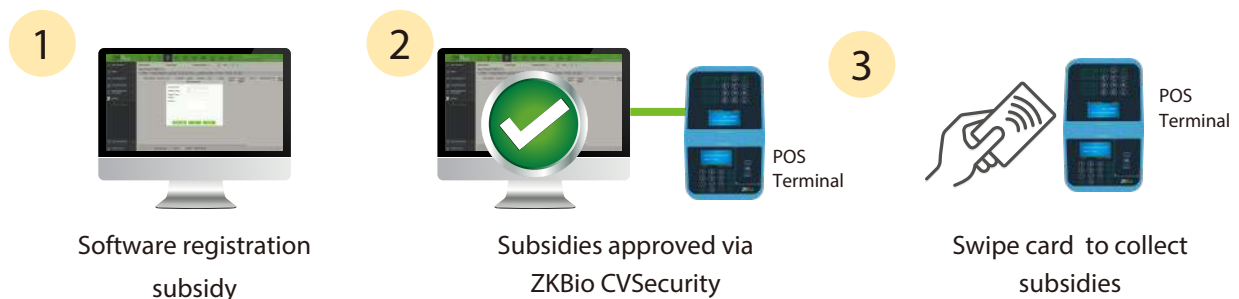 1
2
3
POS
Terminal
POS
Terminal
Software registration
subsidy
Subsidies approved via
ZKBio CVSecurity
Swipe card to collect
subsidies